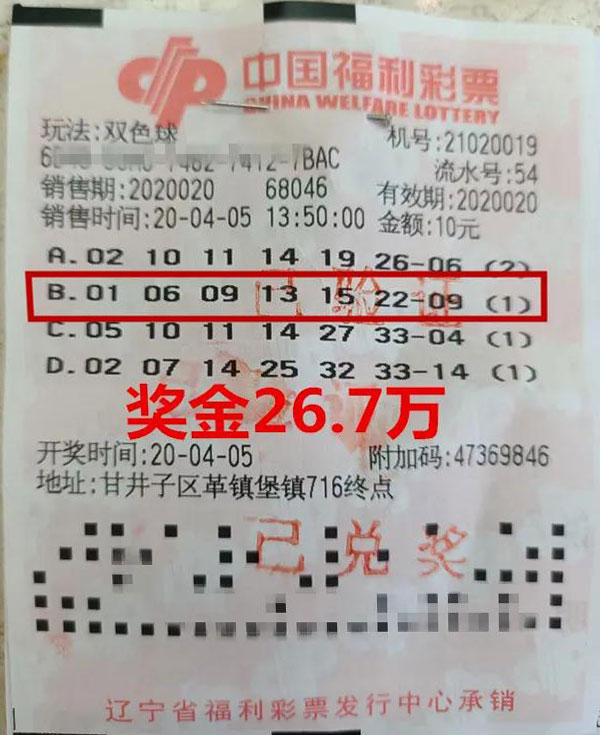 中国福利彩票
CHINA WELFARE LOTTERY
玩法:双色球 机号:21020019
7412-7BAC 流水号:54
销售期:2020020 68046 有效期:2020020
销售时间:20-04-05 13:50:00 金额:10元
A.02 10 11 14 19 26-06 (2)
B.01 06 09 13 15 22-09 (1)
已验证
C.05 10 11 14 27 33-04 (1)
D.02 07 14 25 32 33-14 (1)
奖金26.7万
开奖时间:20-04-05 附加码:47369846
地址:甘井子区革镇堡镇716终点
已兑奖
辽宁省福利彩票发行中心承销